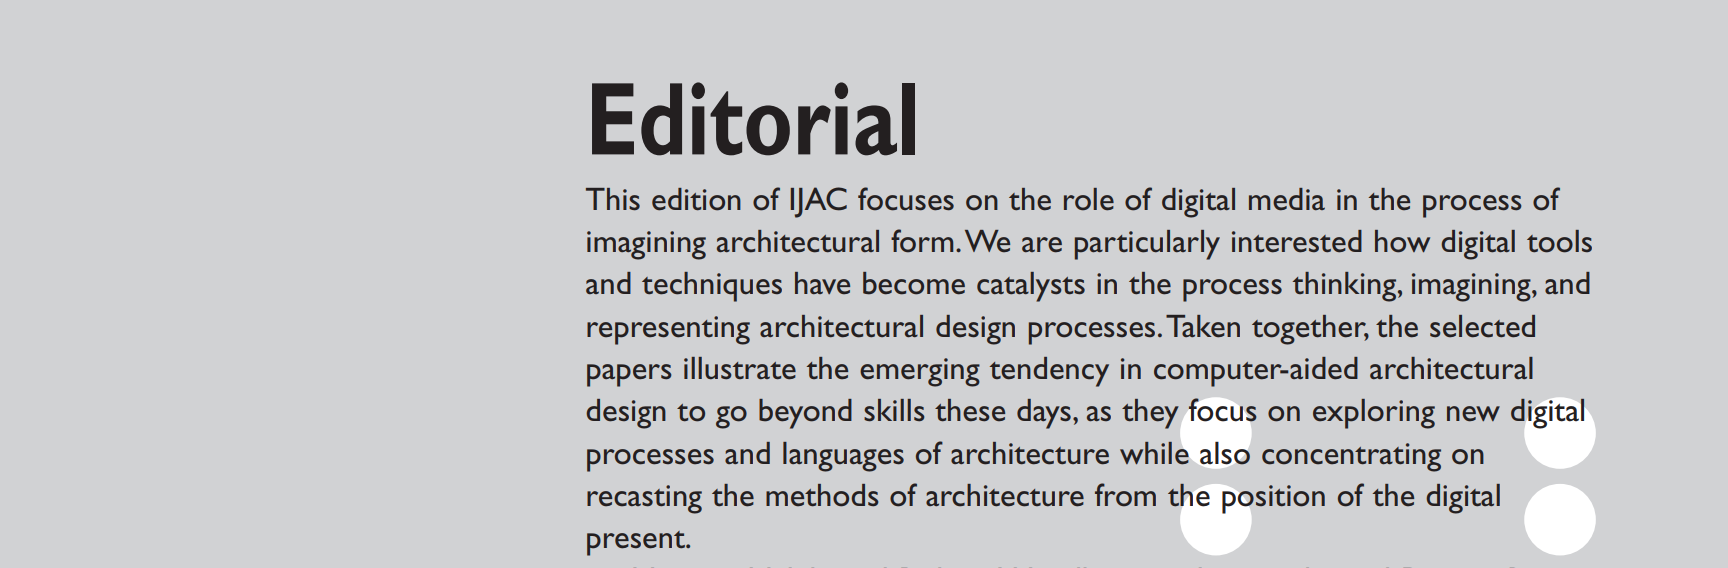 Editorial
This edition of IJAC focuses on the role of digital media in the process of
imagining architectural form. We are particularly interested how digital tools
and techniques have become catalysts in the process thinking, imagining, and
representing architectural design processes. Taken together, the selected
papers illustrate the emerging tendency in computer-aided architectural
design to go beyond skills these days, as they focus on exploring new digital
processes and languages of architecture while also concentrating on
recasting the methods of architecture from the position of the digital
present.